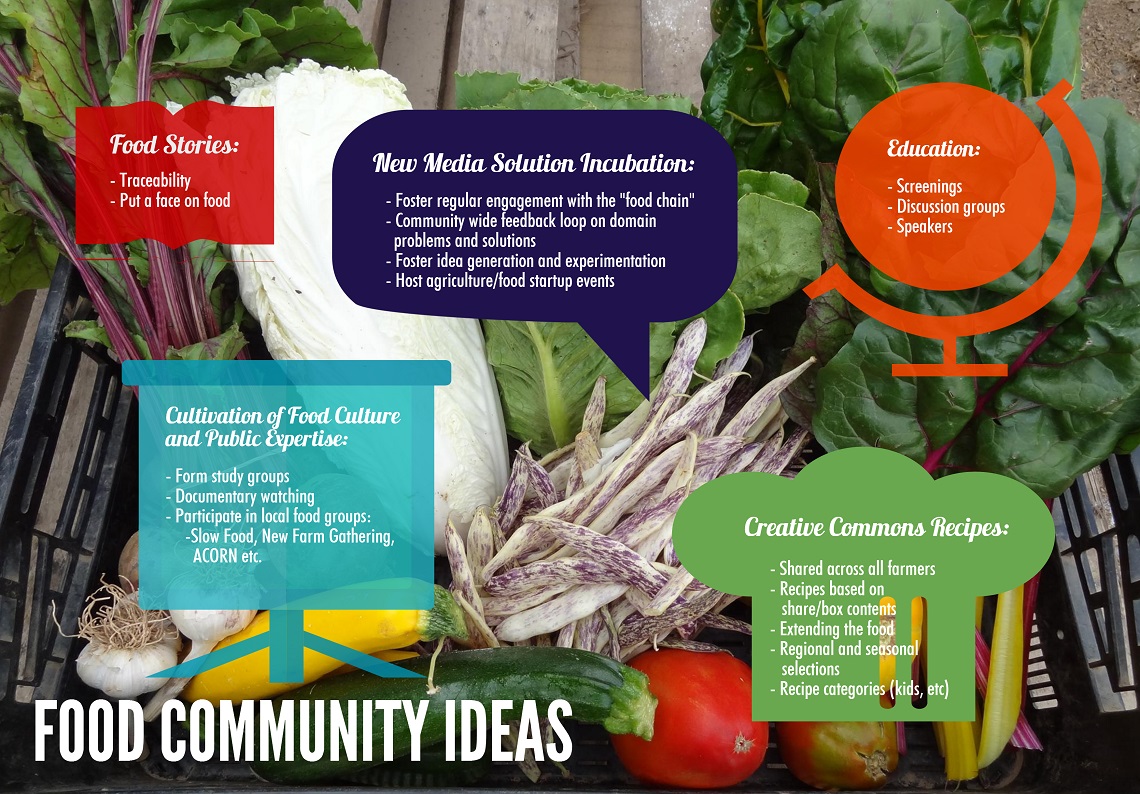 Food Stories:
- Traceability
- Put a face on food
New Media Solution Incubation:
- Foster regular engagement with the "food chain"
- Community wide feedback loop on domain
problems and solutions
- Foster idea generation and experimentation
- Host agriculture/food startup events
Education:
- Screenings
- Discussion groups
- Speakers
Cultivation of Food Culture
and Public Expertise:
- Form study groups
- Documentary watching
- Participate in local food groups:
-Slow Food, New Farm Gathering,
ACORN etc.
Creative Commons Recipes:
- Shared across all farmers
- Recipes based on
share/box contents
- Extending the food
- Regional and seasonal
selections
- Recipe categories (kids, etc)
FOOD COMMUNITY IDEAS